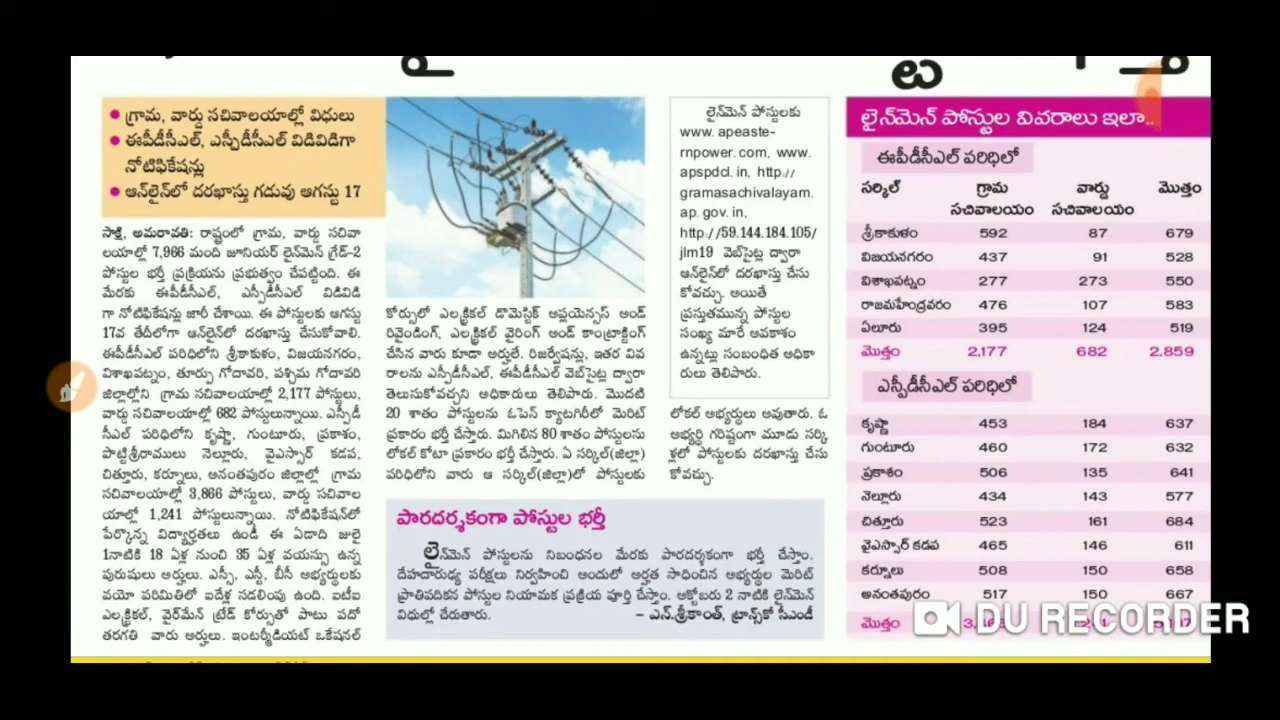 • గ్రామ, వార్డు సచివాలయాల్లో విధులు
• ఈపీడీసీఎల్, ఎస్పీడీసీఎల్ విడివిడిగా
నోటిఫికేషన్లు
• ఆన్‌లైన్‌లో దరఖాస్తు గడువు ఆగస్టు 17
సాక్షి, అమరావతి: రాష్ట్రంలో గ్రామ, వార్డు సచివా
లయాల్లో 7,966 మంది జూనియర్ లైన్‌మెన్ గ్రేడ్-2
పోస్టుల భర్తీ ప్రక్రియను ప్రభుత్వం చేపట్టింది. ఈ
మేరకు ఈపీడీసీఎల్, ఎస్పీడీసీఎల్ విడివిడి
గా నోటిఫికేషన్లు జారీ చేశాయి. ఈ పోస్టులకు ఆగస్టు
17వ తేదీలోగా ఆన్‌లైన్‌లో దరఖాస్తు చేసుకోవాలి.
ఈపీడీసీఎల్ పరిధిలోని శ్రీకాకుళం, విజయనగరం,
విశాఖపట్నం, తూర్పు గోదావరి, పశ్చిమ గోదావరి
జిల్లాల్లోని గ్రామ సచివాలయాల్లో 2,177 పోస్టులు,
వార్డు సచివాలయాల్లో 682 పోస్టులున్నాయి. ఎస్పీడీ
సీఎల్ పరిధిలోని కృష్ణా, గుంటూరు, ప్రకాశం,
పొట్టిశ్రీరాములు నెల్లూరు, వైఎస్సార్ కడప,
చిత్తూరు, కర్నూలు, అనంతపురం జిల్లాల్లో గ్రామ
సచివాలయాల్లో 3,866 పోస్టులు, వార్డు సచివాల
యాల్లో 1,241 పోస్టులున్నాయి. నోటిఫికేషన్‌లో
పేర్కొన్న విద్యార్హతలు ఉండీ ఈ ఏడాది జులై
1నాటికి 18 ఏళ్ల నుంచి 35 ఏళ్ల వయస్సు ఉన్న
పురుషులు అర్హులు. ఎస్సీ, ఎస్టీ, బీసీ అభ్యర్థులకు
వయో పరిమితిలో ఐదేళ్ల సడలింపు ఉంది. ఐటీఐ
ఎలక్ట్రికల్, వైర్‌మేన్ ట్రేడ్ కోర్సుతో పాటు పదో
తరగతి వారు అర్హులు. ఇంటర్మీడియట్ ఒకేషనల్
కోర్సులో ఎలక్ట్రికల్ డొమెస్టిక్ అప్లయెన్సస్ అండ్
రివైండింగ్, ఎలక్ట్రికల్ వైరింగ్ అండ్ కాంట్రాక్టింగ్
చేసిన వారు కూడా అర్హులే. రిజర్వేషన్లు, ఇతర వివ
రాలను ఎస్పీడీసీఎల్, ఈపీడీసీఎల్ వెబ్‌సైట్ల ద్వారా
తెలుసుకోవచ్చని అధికారులు తెలిపారు. మొదటి
20 శాతం పోస్టులను ఓపెన్ క్యాటగిరీలో మెరిట్
ప్రకారం భర్తీ చేస్తారు. మిగిలిన 80 శాతం పోస్టులను
లోకల్ కోటా ప్రకారం భర్తీ చేస్తారు. ఏ సర్కిల్(జిల్లా)
పరిధిలోని వారు ఆ సర్కిల్(జిల్లా)లో పోస్టులకు
లైన్‌మెన్ పోస్టులకు
www. apeaste-
rnpower. com, www.
apspdcl. in, http://
gramasachivalayam.
ap. gov. in,
http://59.144.184.105/
jlm19 వెబ్‌సైట్ల ద్వారా
ఆన్‌లైన్‌లో దరఖాస్తు చేసు
కోవచ్చు. అయితే
ప్రస్తుతమున్న పోస్టుల
సంఖ్య మారే అవకాశం
ఉన్నట్లు సంబంధిత అధికా
రులు తెలిపారు.
లోకల్ అభ్యర్థులు అవుతారు. ఓ
అభ్యర్థి గరిష్టంగా మూడు సర్కి
ళ్లలో పోస్టులకు దరఖాస్తు చేసు
కోవచ్చు.
పారదర్శకంగా పోస్టుల భర్తీ
లైన్‌మెన్ పోస్టులను నిబంధనల మేరకు పారదర్శకంగా భర్తీ చేస్తాం.
దేహదారుఢ్య పరీక్షలు నిర్వహించి అందులో అర్హత సాధించిన అభ్యర్థుల మెరిట్
ప్రాతిపదికన పోస్టుల నియామక ప్రక్రియ పూర్తి చేస్తాం. అక్టోబరు 2 నాటికి లైన్‌మెన్
విధుల్లో చేరుతారు. – ఎన్.శ్రీకాంత్, ట్రాన్స్‌కో సీఎండీ
లైన్‌మెన్ పోస్టుల వివరాలు ఇలా..
ఈపీడీసీఎల్ పరిధిలో
సర్కిల్ గ్రామ వార్డు మొత్తం
సచివాలయం సచివాలయం
శ్రీకాకుళం 592 87 679
విజయనగరం 437 91 528
విశాఖపట్నం 277 273 550
రాజమహేంద్రవరం 476 107 583
ఏలూరు 395 124 519
మొత్తం 2,177 682 2,859
ఎస్పీడీసీఎల్ పరిధిలో
కృష్ణా 453 184 637
గుంటూరు 460 172 632
ప్రకాశం 506 135 641
నెల్లూరు 434 143 577
చిత్తూరు 523 161 684
వైఎస్సార్ కడప 465 146 611
కర్నూలు 508 150 658
అనంతపురం 517 150 667
మొత్తం
DU RECORDER